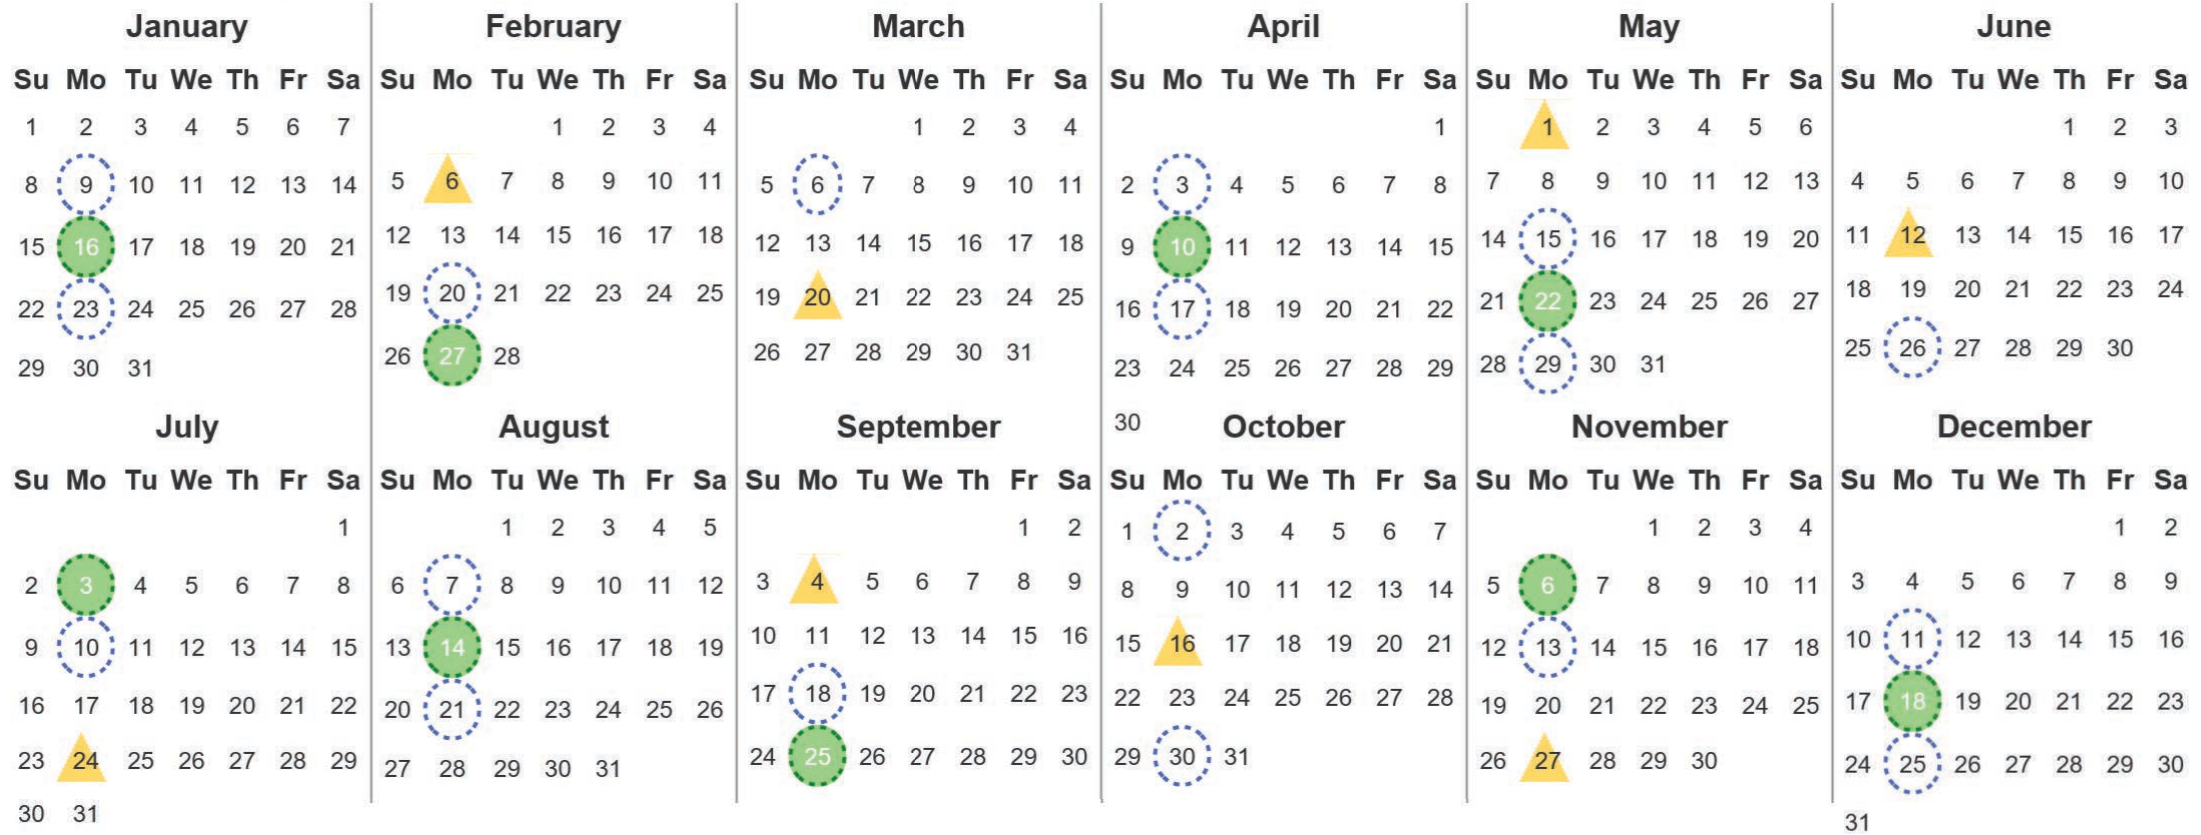 January
Su Mo Tu We Th Fr Sa
1 2 3 4 5 6 7
8 9 10 11 12 13 14
15 16 17 18 19 20 21
22 23 24 25 26 27 28
29 30 31
February
Su Mo Tu We Th Fr Sa
1 2 3 4
5 6 7 8 9 10 11
12 13 14 15 16 17 18
19 20 21 22 23 24 25
26 27 28
March
Su Mo Tu We Th Fr Sa
1 2 3 4
5 6 7 8 9 10 11
12 13 14 15 16 17 18
19 20 21 22 23 24 25
26 27 28 29 30 31
April
Su Mo Tu We Th Fr Sa
1
2 3 4 5 6 7 8
9 10 11 12 13 14 15
16 17 18 19 20 21 22
23 24 25 26 27 28 29
30
May
Su Mo Tu We Th Fr Sa
1 2 3 4 5 6
7 8 9 10 11 12 13
14 15 16 17 18 19 20
21 22 23 24 25 26 27
28 29 30 31
June
Su Mo Tu We Th Fr Sa
1 2 3
4 5 6 7 8 9 10
11 12 13 14 15 16 17
18 19 20 21 22 23 24
25 26 27 28 29 30
July
Su Mo Tu We Th Fr Sa
1
2 3 4 5 6 7 8
9 10 11 12 13 14 15
16 17 18 19 20 21 22
23 24 25 26 27 28 29
30 31
August
Su Mo Tu We Th Fr Sa
1 2 3 4 5
6 7 8 9 10 11 12
13 14 15 16 17 18 19
20 21 22 23 24 25 26
27 28 29 30 31
September
Su Mo Tu We Th Fr Sa
1 2
3 4 5 6 7 8 9
10 11 12 13 14 15 16
17 18 19 20 21 22 23
24 25 26 27 28 29 30
October
Su Mo Tu We Th Fr Sa
1 2 3 4 5 6 7
8 9 10 11 12 13 14
15 16 17 18 19 20 21
22 23 24 25 26 27 28
29 30 31
November
Su Mo Tu We Th Fr Sa
1 2 3 4
5 6 7 8 9 10 11
12 13 14 15 16 17 18
19 20 21 22 23 24 25
26 27 28 29 30
December
Su Mo Tu We Th Fr Sa
1 2
3 4 5 6 7 8 9
10 11 12 13 14 15 16
17 18 19 20 21 22 23
24 25 26 27 28 29 30
31